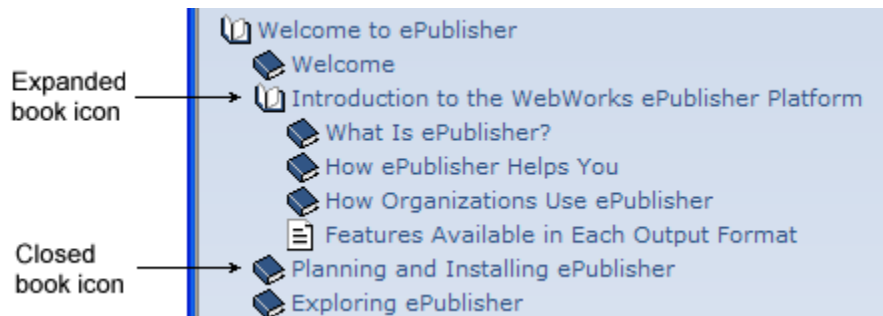 Welcome to ePublisher
Welcome
Expanded
book icon
Introduction to the WebWorks ePublisher Platform
What Is ePublisher?
How ePublisher Helps You
How Organizations Use ePublisher
Features Available in Each Output Format
Closed
book icon
Planning and Installing ePublisher
Exploring ePublisher